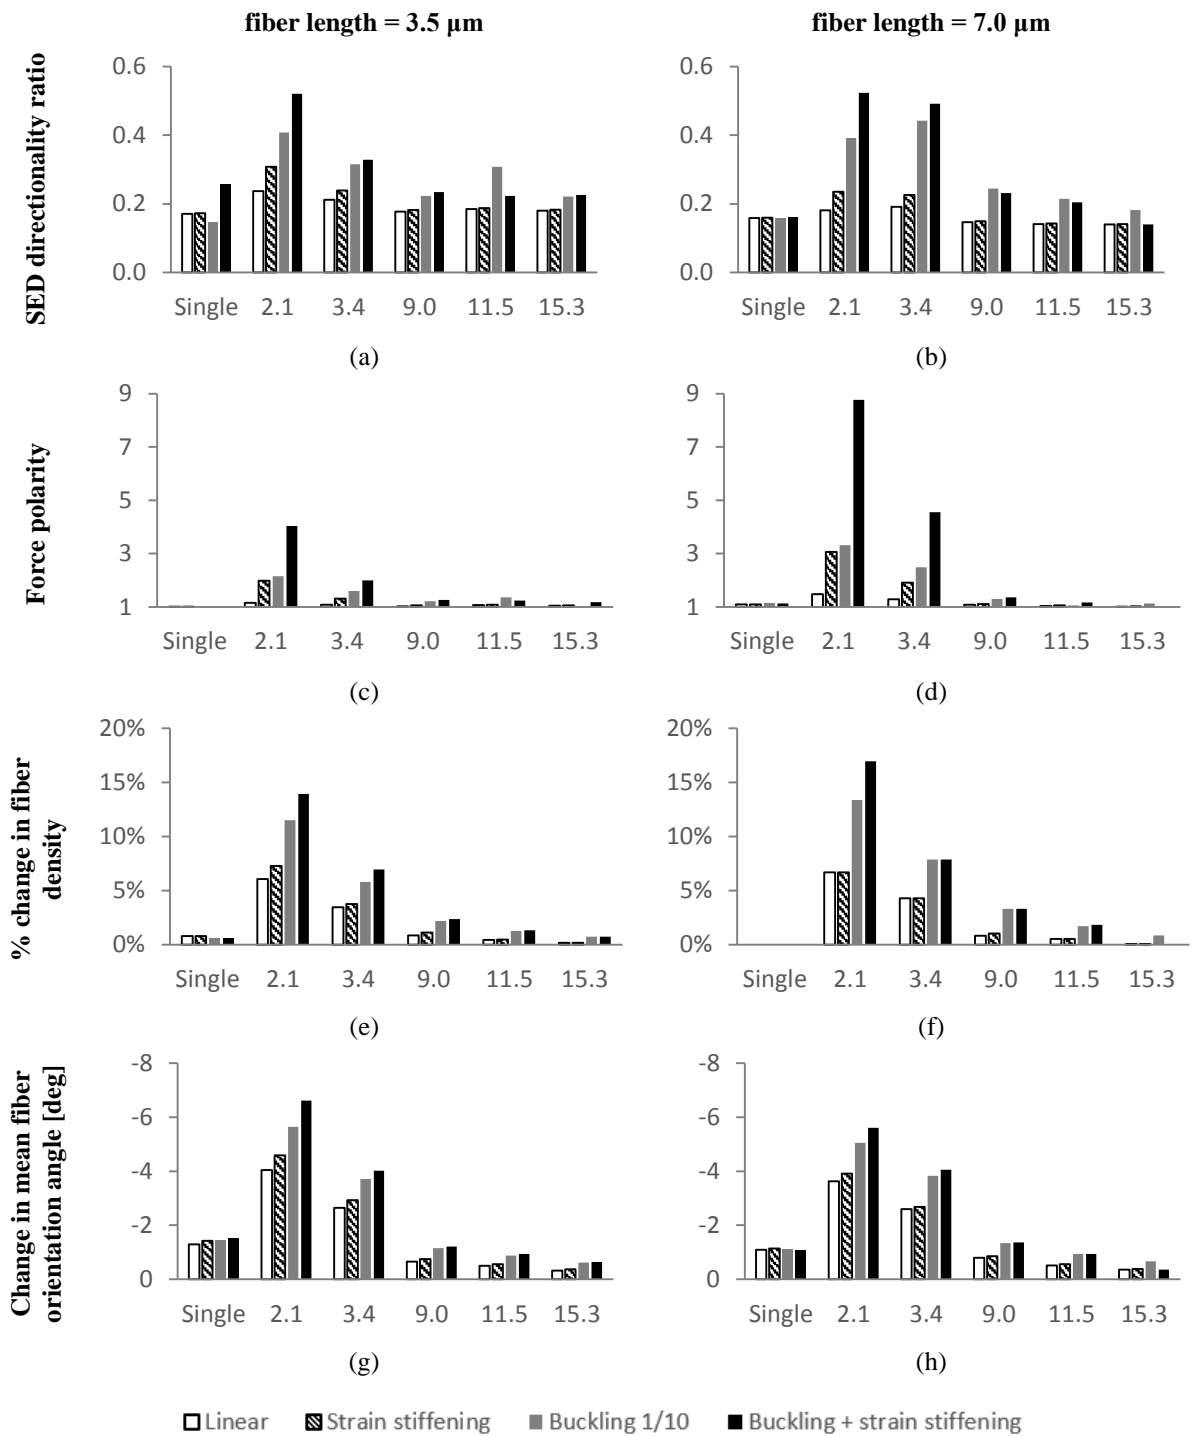 fiber length = 3.5 µm
fiber length = 7.0 µm
SED directionality ratio
0.6
0.4
0.2
0.0
Single 2.1 3.4 9.0 11.5 15.3
(a)
0.6
0.4
0.2
0.0
Single 2.1 3.4 9.0 11.5 15.3
(b)
Force polarity
9
7
5
3
1
Single 2.1 3.4 9.0 11.5 15.3
(c)
9
7
5
3
1
Single 2.1 3.4 9.0 11.5 15.3
(d)
% change in fiber
density
20%
15%
10%
5%
0%
Single 2.1 3.4 9.0 11.5 15.3
(e)
20%
15%
10%
5%
0%
Single 2.1 3.4 9.0 11.5 15.3
(f)
Change in mean fiber
orientation angle [deg]
-8
-6
-4
-2
0
Single 2.1 3.4 9.0 11.5 15.3
(g)
-8
-6
-4
-2
0
Single 2.1 3.4 9.0 11.5 15.3
(h)
Linear Strain stiffening Buckling 1/10 Buckling + strain stiffening